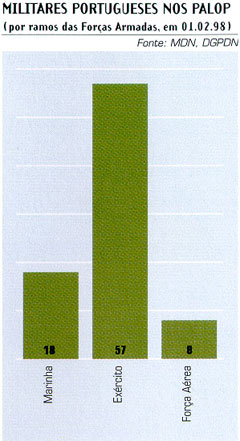 MILITARES PORTUGUESES NOS PALOP
(por ramos das Forças Armadas, em 01.02.98)
Fonte: MDN, DGPDN
18 57 8
Marinha
Exército
Força Aérea